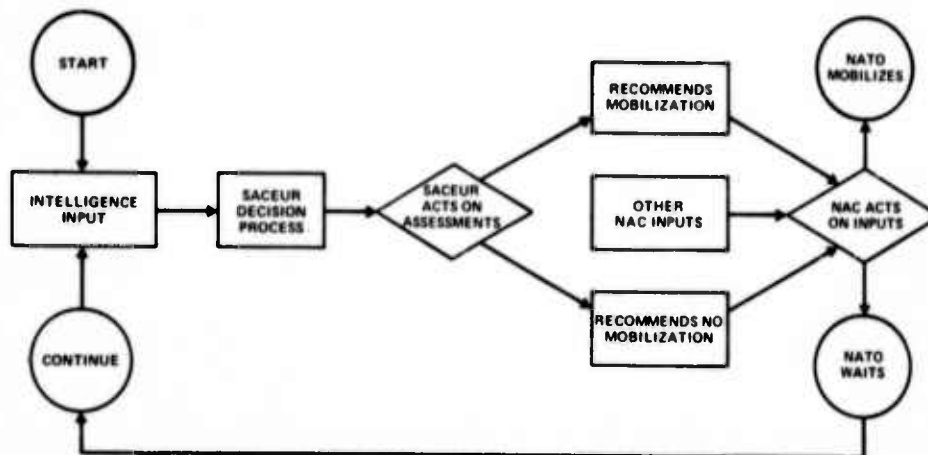 START
INTELLIGENCE
INPUT
SACEUR
DECISION
PROCESS
SACEUR
ACTS ON
ASSESSMENTS
RECOMMENDS
MOBILIZATION
OTHER
NAC INPUTS
RECOMMENDS NO
MOBILIZATION
NATO
MOBILIZES
NAC ACTS
ON INPUTS
NATO
WAITS
CONTINUE